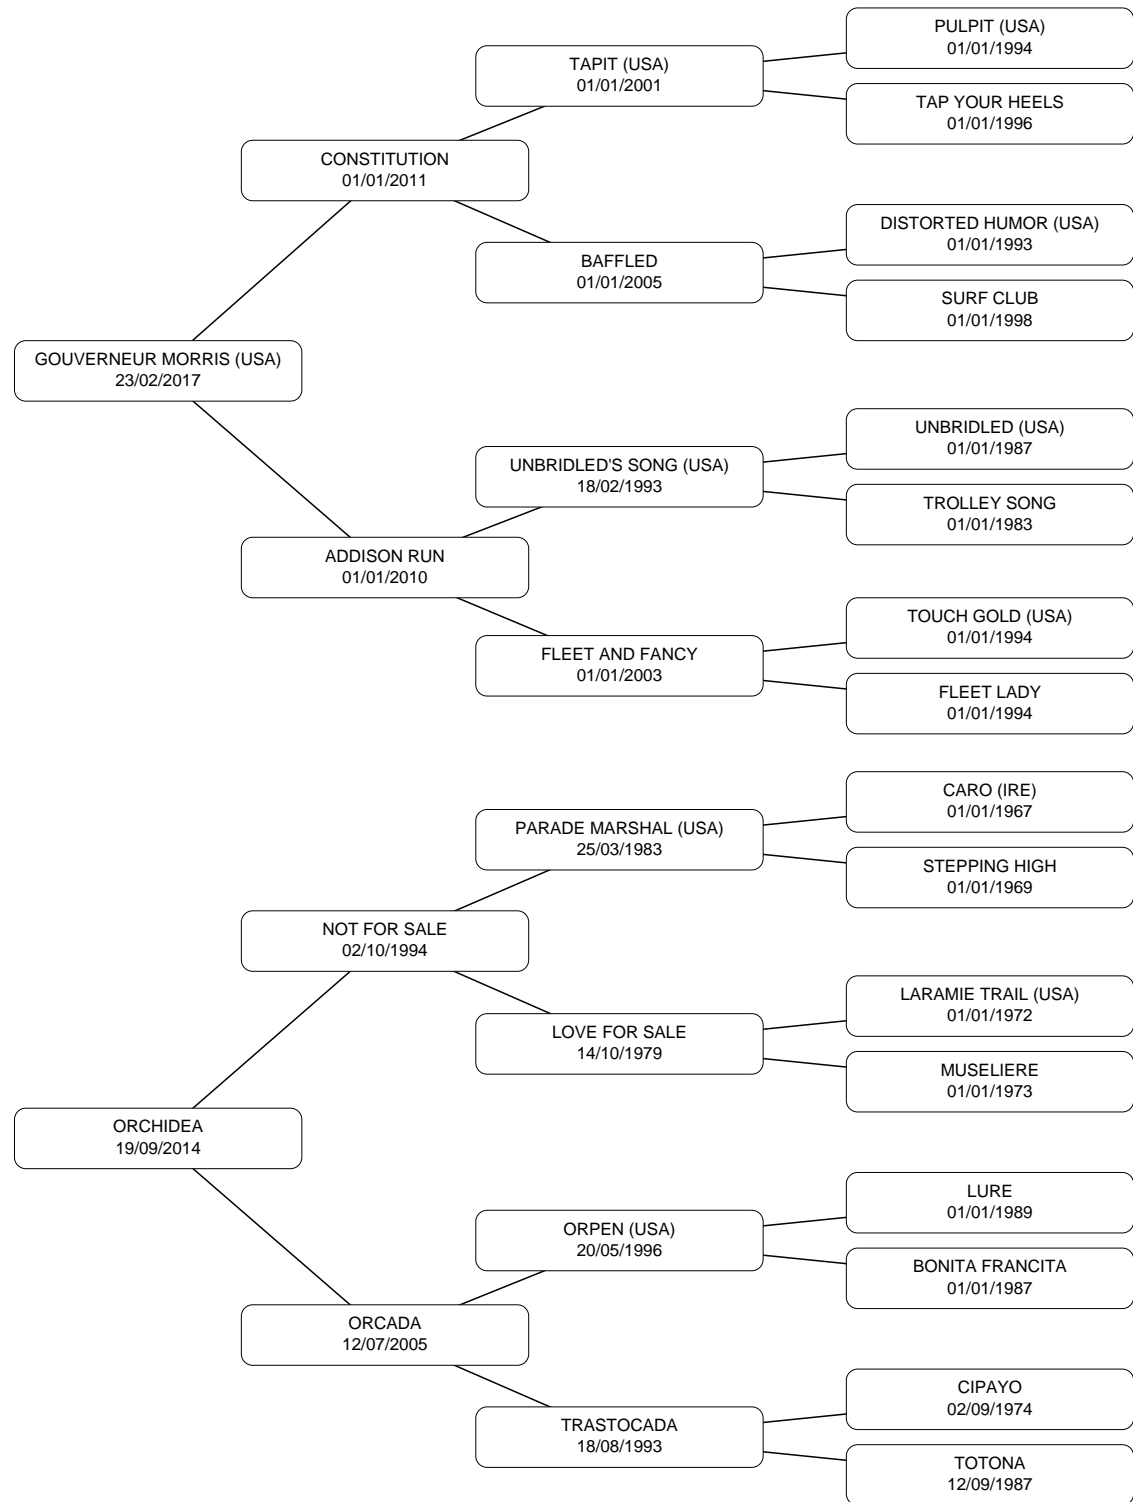 PULPIT (USA)
01/01/1994
TAPIT (USA)
01/01/2001
TAP YOUR HEELS
01/01/1996
CONSTITUTION
01/01/2011
DISTORTED HUMOR (USA)
01/01/1993
BAFFLED
01/01/2005
SURF CLUB
01/01/1998
GOUVERNEUR MORRIS (USA)
23/02/2017
UNBRIDLED (USA)
01/01/1987
UNBRIDLED'S SONG (USA)
18/02/1993
TROLLEY SONG
01/01/1983
ADDISON RUN
01/01/2010
TOUCH GOLD (USA)
01/01/1994
FLEET AND FANCY
01/01/2003
FLEET LADY
01/01/1994
CARO (IRE)
01/01/1967
PARADE MARSHAL (USA)
25/03/1983
STEPPING HIGH
01/01/1969
NOT FOR SALE
02/10/1994
LARAMIE TRAIL (USA)
01/01/1972
LOVE FOR SALE
14/10/1979
MUSELIERE
01/01/1973
ORCHIDEA
19/09/2014
LURE
01/01/1989
ORPEN (USA)
20/05/1996
BONITA FRANCITA
01/01/1987
ORCADA
12/07/2005
CIPAYO
02/09/1974
TRASTOCADA
18/08/1993
TOTONA
12/09/1987